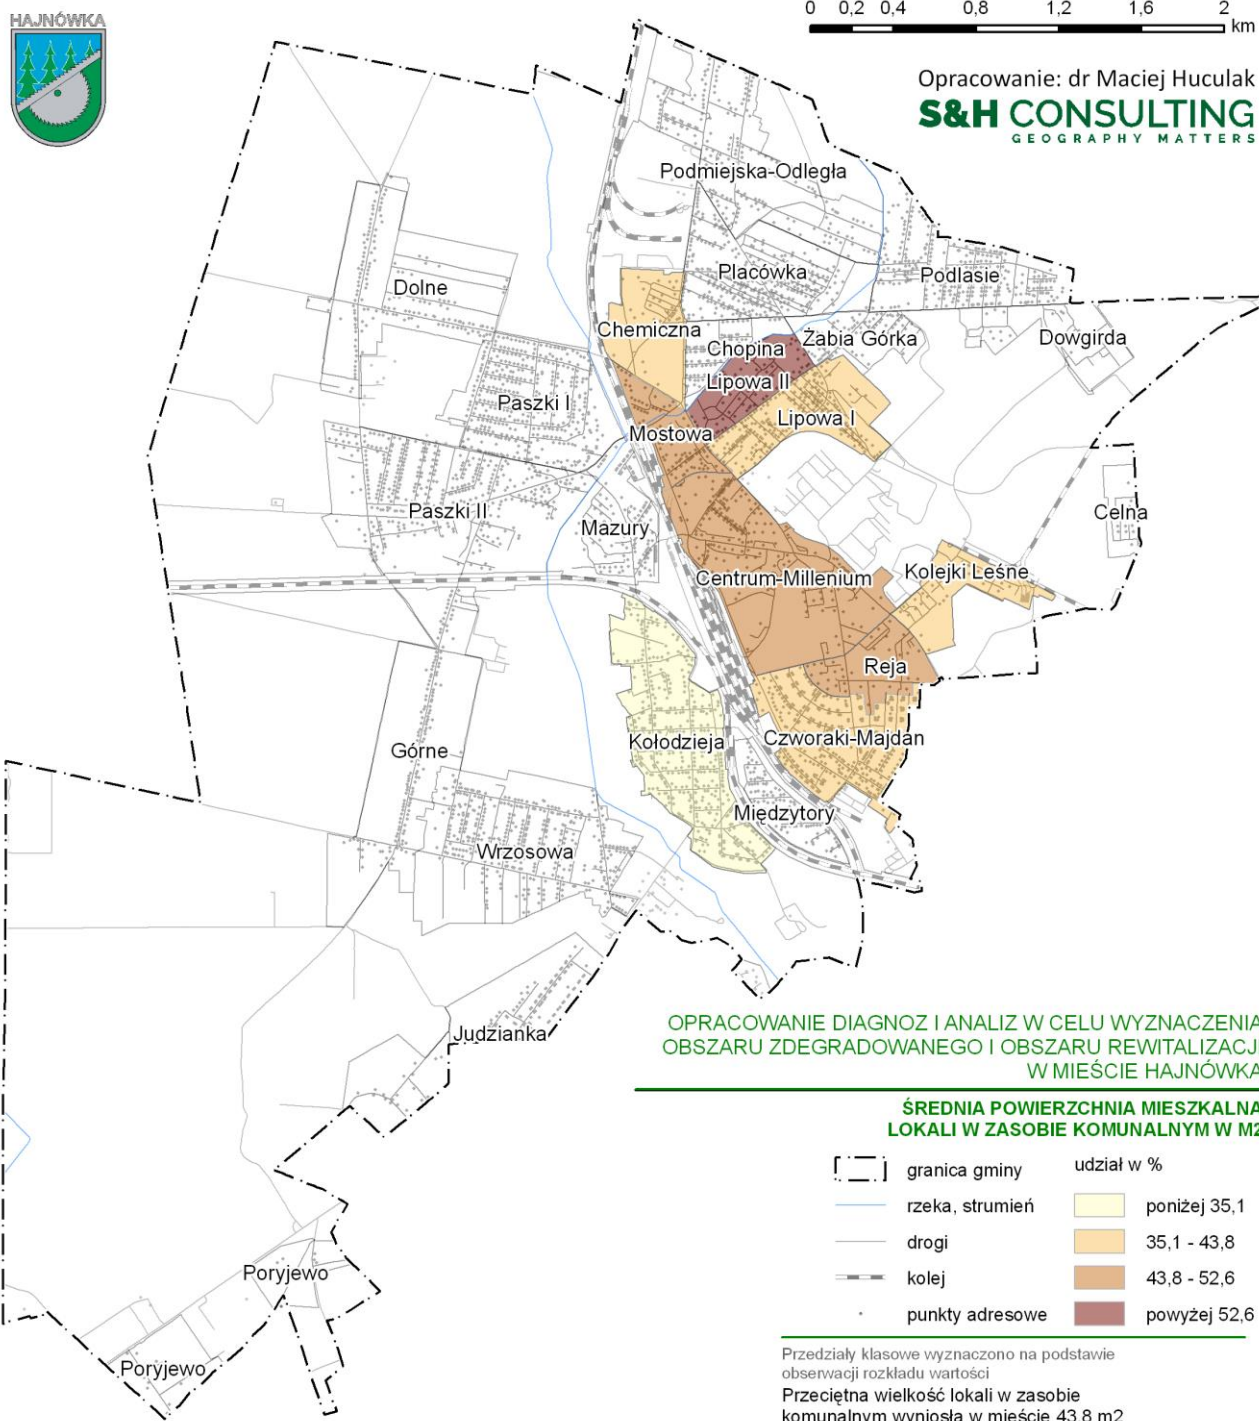 HAJNÓWKA
0 0,2 0,4 0,8 1,2 1,6 2
km
Opracowanie: dr Maciej Huculak
S&H CONSULTING
GEOGRAPHY MATTERS
Podmiejska-Odległa
Placówka
Podlasie
Dolne
Chemiczna
Chopina
Żabia Górka
Dowgirda
Lipowa II
Paszki I
Lipowa I
Mostowa
Paszki II
Mazury
Celna
Centrum-Millenium
Kolejki Leśne
Reja
Górne
Kołodzieja
Czworaki-Majdan
Międzytory
Wrzosowa
Judzianka
Poryjewo
Poryjewo
OPRACOWANIE DIAGNOZ I ANALIZ W CELU WYZNACZENIA
OBSZARU ZDEGRADOWANEGO I OBSZARU REWITALIZACJI
W MIEŚCIE HAJNÓWKA
ŚREDNIA POWIERZCHNIA MIESZKALNA
LOKALI W ZASOBIE KOMUNALNYM W M2
granica gminy
rzeka, strumień
drogi
kolej
punkty adresowe
udział w %
poniżej 35,1
35,1 - 43,8
43,8 - 52,6
powyżej 52,6
Przedziały klasowe wyznaczono na podstawie
obserwacji rozkładu wartości
Przeciętna wielkość lokali w zasobie
komunalnym wyniosła w mieście 43,8 m2